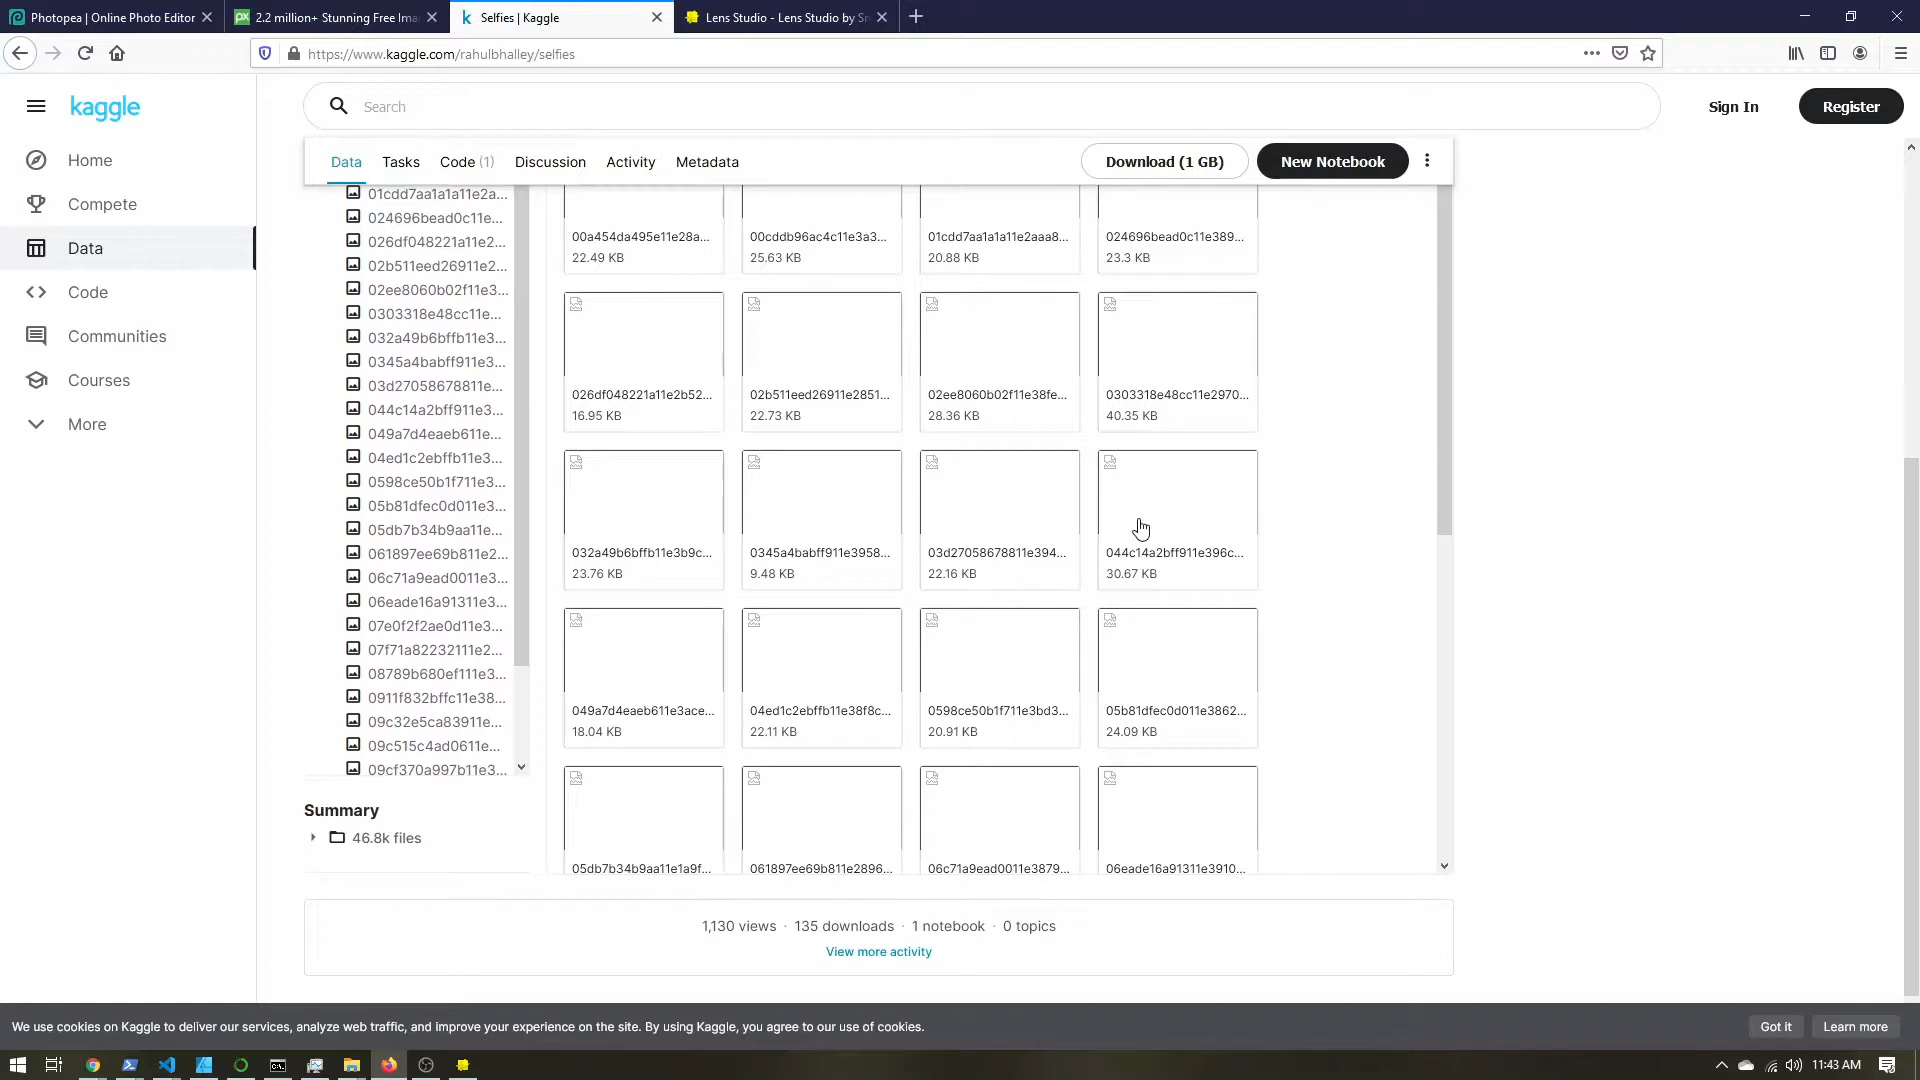 Photopea | Online Photo Editor
2.2 million+ Stunning Free Ima
Selfies | Kaggle
Lens Studio - Lens Studio by Sn
https://www.kaggle.com/rahulbhalley/selfies
kaggle
Search
Sign In
Register
Home
Compete
Data
Code
Communities
Courses
More
Data
Tasks
Code (1)
Discussion
Activity
Metadata
Download (1 GB)
New Notebook
01cdd7aa1a1a11e2a...
024696bead0c11e...
026df048221a11e2...
02b511eed26911e2...
02ee8060b02f11e3...
0303318e48cc11e...
032a49b6bffb11e3...
0345a4babff911e3...
03d27058678811e...
044c14a2bff911e3...
049a7d4eaeb611e...
04ed1c2ebffb11e3...
0598ce50b1f711e3...
05b81dfec0d011e3...
05db7b34b9aa11e...
061897ee69b811e2...
06c71a9ead0011e3...
06eade16a91311e3...
07e0f2f2ae0d11e3...
07f71a82232111e2...
08789b680ef111e3...
0911f832bffc11e38...
09c32e5ca83911e...
09c515c4ad0611e...
09cf370a997b11e3...
Summary
46.8k files
00a454da495e11e28a...
22.49 KB
00cddb96ac4c11e3a3...
25.63 KB
01cdd7aa1a1a11e2aaa8...
20.88 KB
024696bead0c11e389...
23.3 KB
026df048221a11e2b52...
16.95 KB
02b511eed26911e2851...
22.73 KB
02ee8060b02f11e38fe...
28.36 KB
0303318e48cc11e2970...
40.35 KB
032a49b6bffb11e3b9c...
23.76 KB
0345a4babff911e3958...
9.48 KB
03d27058678811e394...
22.16 KB
044c14a2bff911e396c...
30.67 KB
049a7d4eaeb611e3ace...
18.04 KB
04ed1c2ebffb11e38f8c...
22.11 KB
0598ce50b1f711e3bd3...
20.91 KB
05b81dfec0d011e3862...
24.09 KB
05db7b34b9aa11e1a9f...
061897ee69b811e2896...
06c71a9ead0011e3879...
06eade16a91311e3910...
1,130 views · 135 downloads · 1 notebook · 0 topics
View more activity
We use cookies on Kaggle to deliver our services, analyze web traffic, and improve your experience on the site. By using Kaggle, you agree to our use of cookies.
Got it
Learn more
11:43 AM